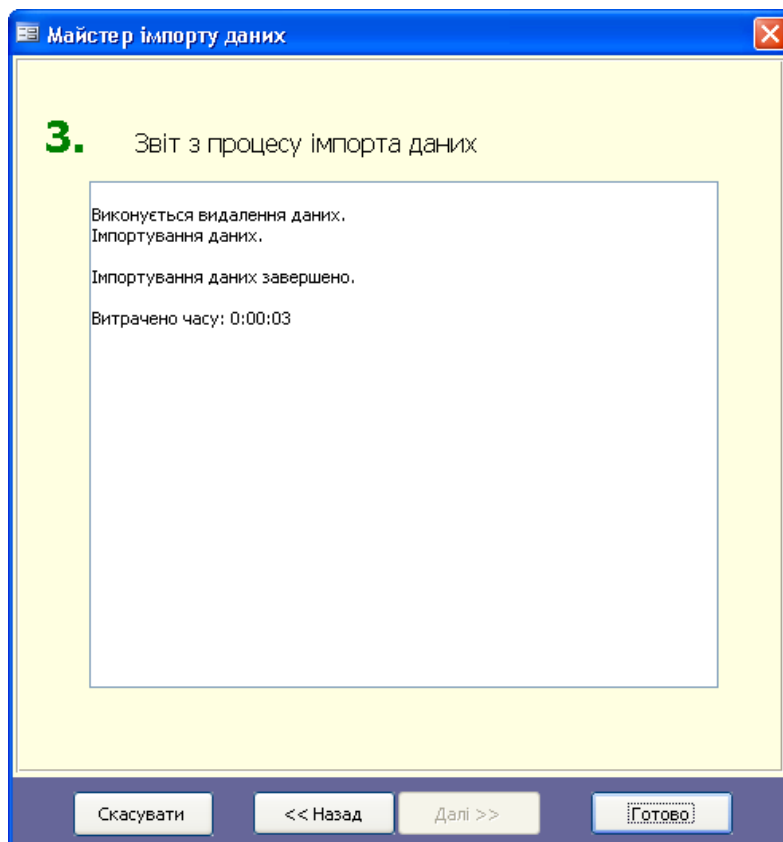 Майстер імпорту даних
3. Звіт з процесу імпорта даних
Виконується видалення даних.
Імпортування даних.
Імпортування даних завершено.
Витрачено часу: 0:00:03
Скасувати << Назад Далі >> Готово